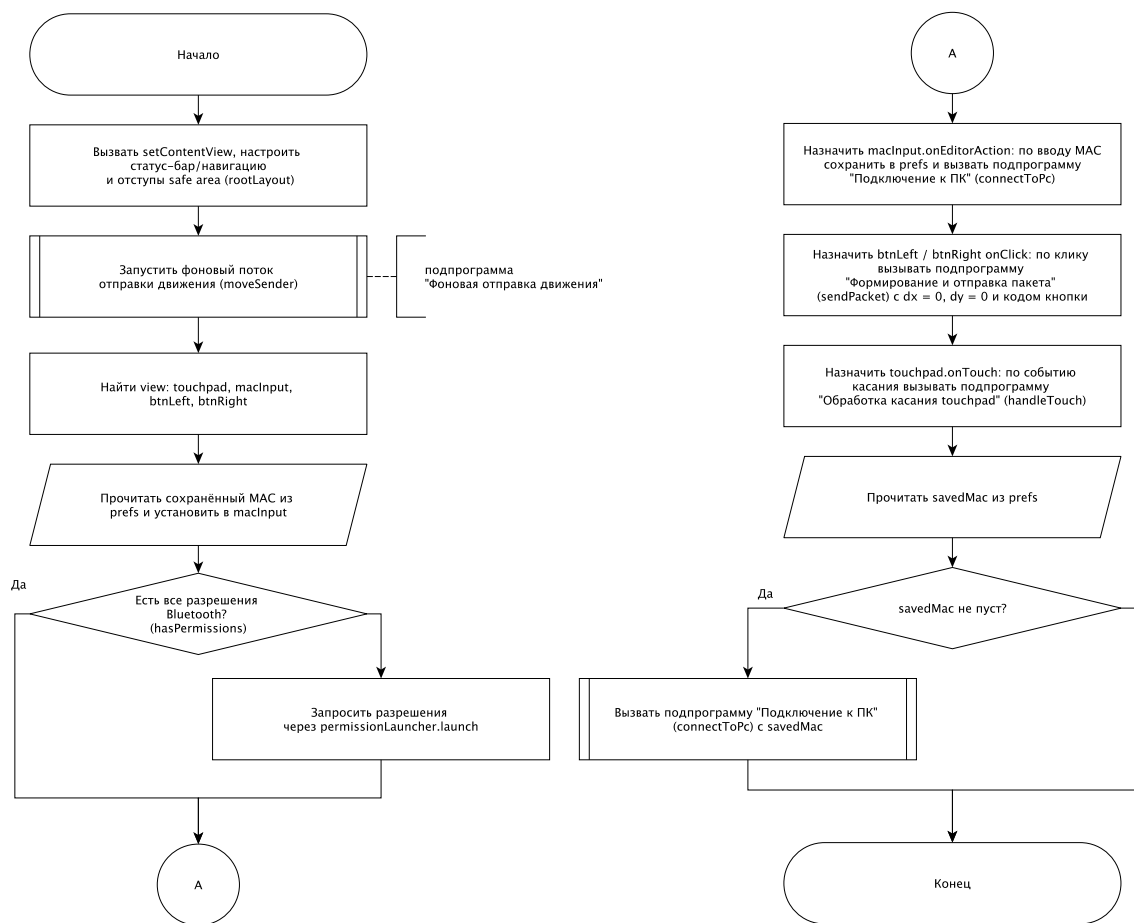 Начало
Вызвать setContentView, настроить
статус-бар/навигацию
и отступы safe area (rootLayout)
Запустить фоновый поток
отправки движения (moveSender)
подпрограмма
"Фоновая отправка движения"
Найти view: touchpad, macInput,
btnLeft, btnRight
Прочитать сохранённый MAC из
prefs и установить в macInput
Да
Есть все разрешения
Bluetooth?
(hasPermissions)
Запросить разрешения
через permissionLauncher.launch
А
А
Назначить macInput.onEditorAction: по вводу MAC
сохранить в prefs и вызвать подпрограмму
"Подключение к ПК" (connectToPc)
Назначить btnLeft / btnRight onClick: по клику
вызывать подпрограмму
"Формирование и отправка пакета"
(sendPacket) с dx = 0, dy = 0 и кодом кнопки
Назначить touchpad.onTouch: по событию
касания вызывать подпрограмму
"Обработка касания touchpad" (handleTouch)
Прочитать savedMac из prefs
Да
savedMac не пуст?
Вызвать подпрограмму "Подключение к ПК"
(connectToPc) с savedMac
Конец